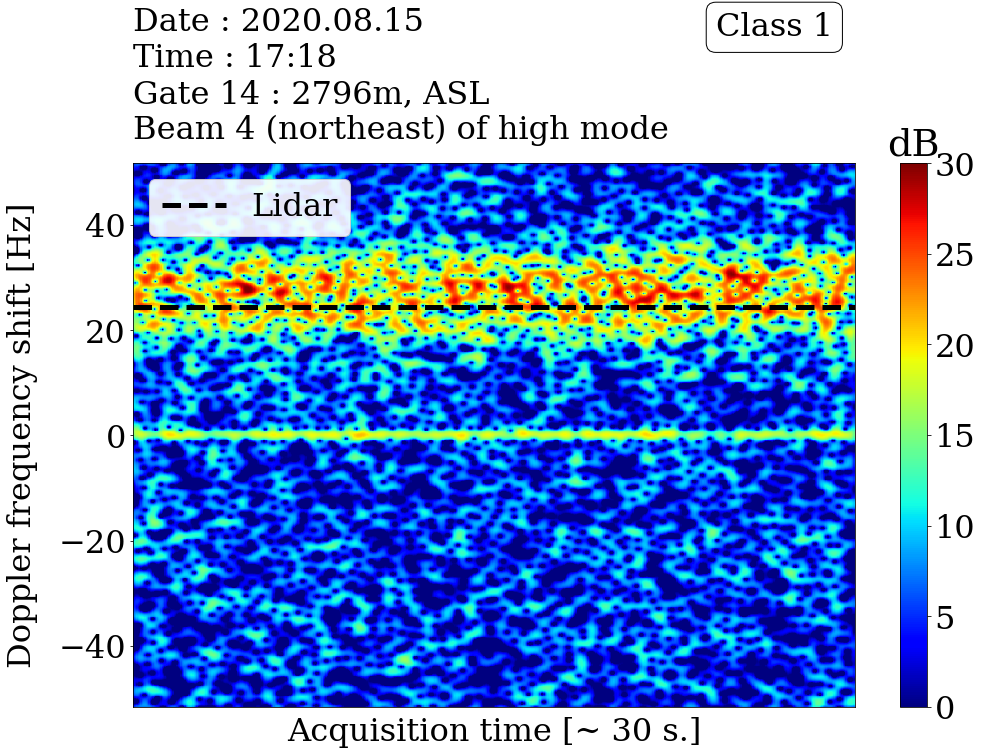 Date : 2020.08.15
Time : 17:18
Gate 14 : 2796m, ASL
Beam 4 (northeast) of high mode
Class 1
dB
Lidar
Doppler frequency shift [Hz]
40
20
0
−20
−40
Acquisition time [~ 30 s.]
30
25
20
15
10
5
0